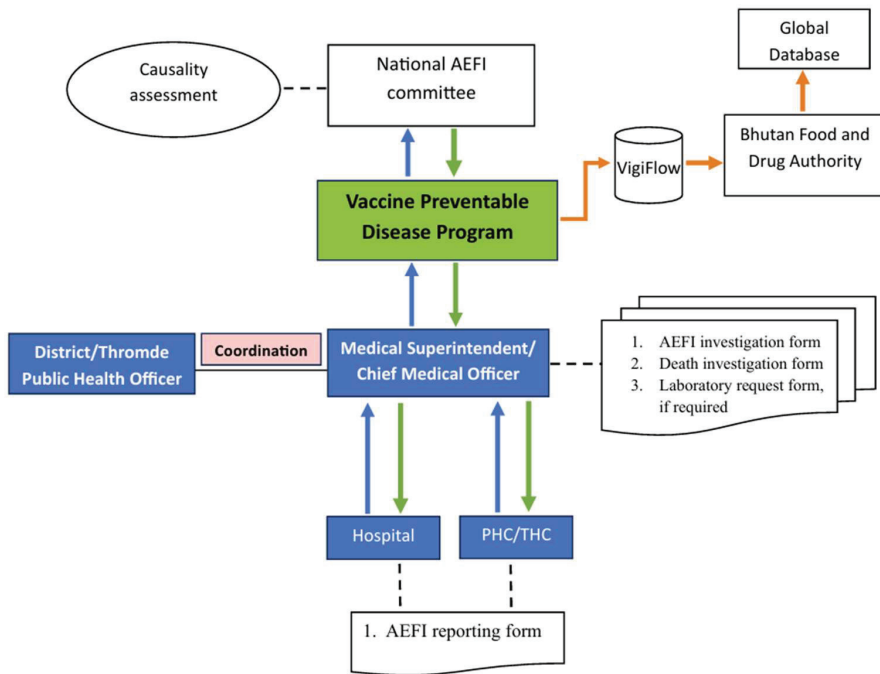 Global
Database
Causality
assessment
National AEFI
committee
VigiFlow
Bhutan Food and
Drug Authority
Vaccine Preventable
Disease Program
District/Thromde
Public Health Officer
Coordination
Medical Superintendent/
Chief Medical Officer
1. AEFI investigation form
2. Death investigation form
3. Laboratory request form,
if required
Hospital
PHC/THC
1. AEFI reporting form